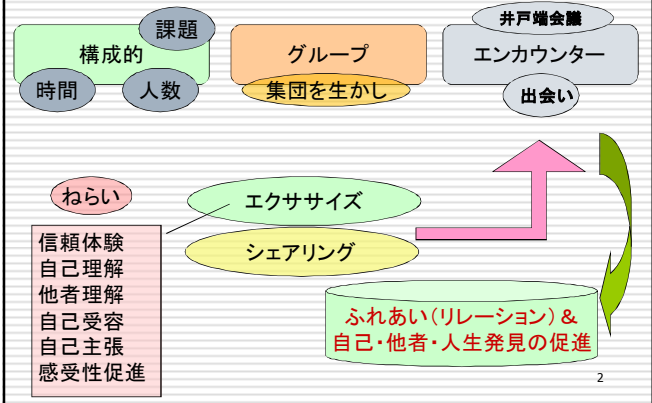 課題
井戸端会議
構成的
グループ
エンカウンター
時間
人数
集団を生かし
出会い
ねらい
エクササイズ
シェアリング
信頼体験
自己理解
他者理解
自己受容
自己主張
感受性促進
ふれあい(リレーション)&
自己・他者・人生発見の促進
2